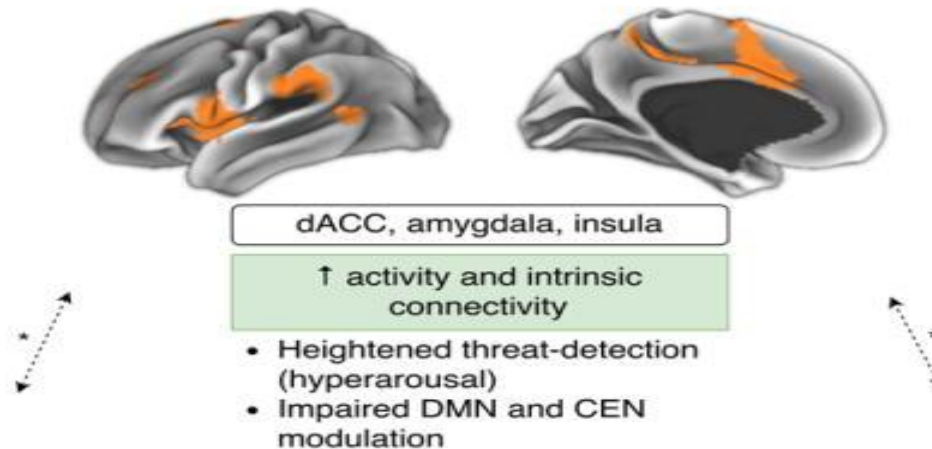 dACC, amygdala, insula
↑ activity and intrinsic
connectivity
*
*
• Heightened threat-detection
(hyperarousal)
• Impaired DMN and CEN
modulation